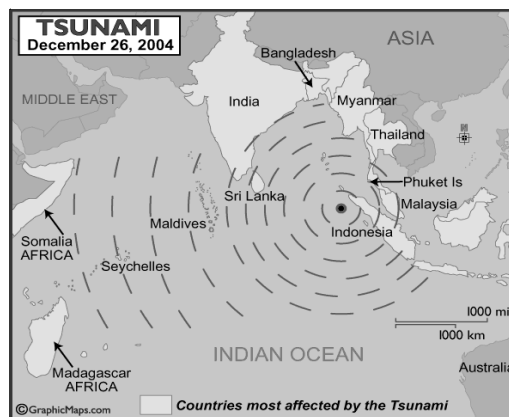 TSUNAMI
December 26, 2004
ASIA
Bangladesh
MIDDLE EAST
India
Myanmar
Thailand
Phuket Is
Sri Lanka
Malaysia
Maldives
Indonesia
Somalia
AFRICA
Seychelles
1000 mi
1000 km
INDIAN OCEAN
Madagascar
AFRICA
Australia
©GraphicMaps.com
Countries most affected by the Tsunami